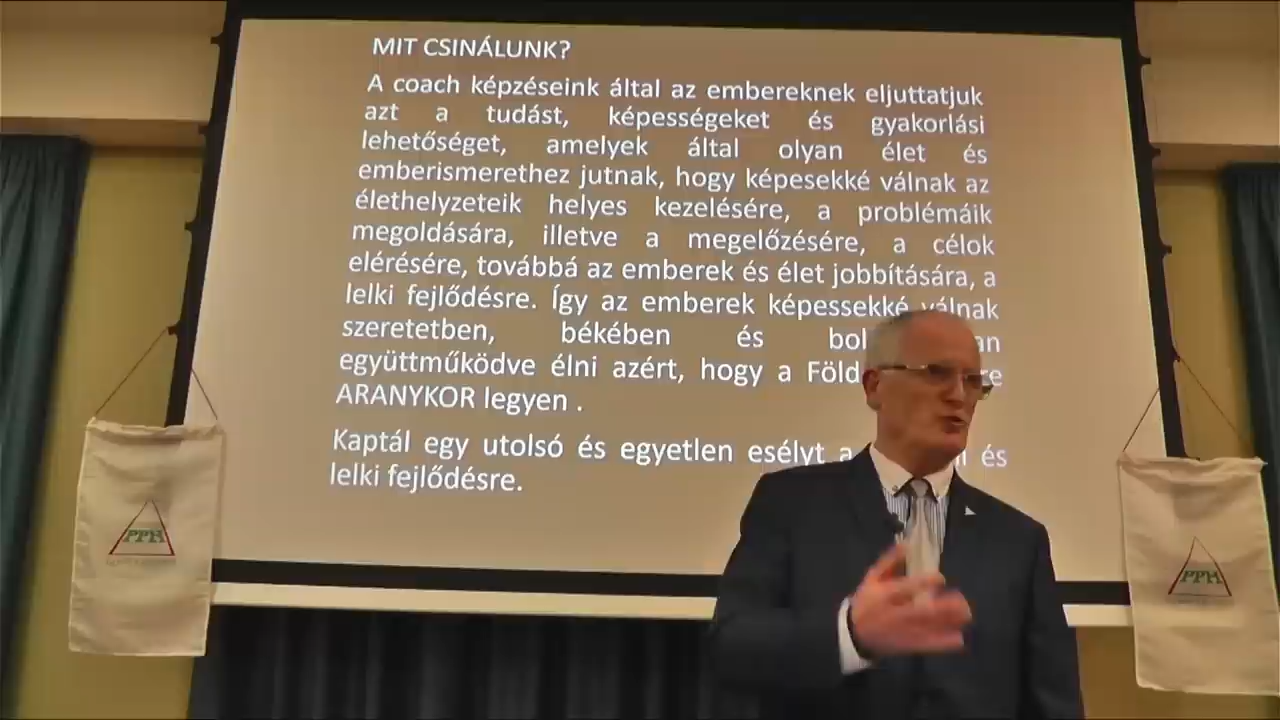 MIT CSINÁLUNK?
A coach képzéseink által az embereknek eljuttatjuk
azt a tudást, képességeket és gyakorlási
lehetőséget, amelyek által olyan élet és
emberismerethez jutnak, hogy képesekké válnak az
élethelyzeteik helyes kezelésére, a problémáik
megoldására, illetve a megelőzésére, a célok
elérésére, továbbá az emberek és élet jobbítására, a
lelki fejlődésre. Így az emberek képessekké válnak
szeretetben, békében és
együttműködve élni azért, hogy a Föld
ARANYKOR legyen .
Kaptál egy utolsó és egyetlen esélyt a és
lelki fejlődésre.
PPH
PPH